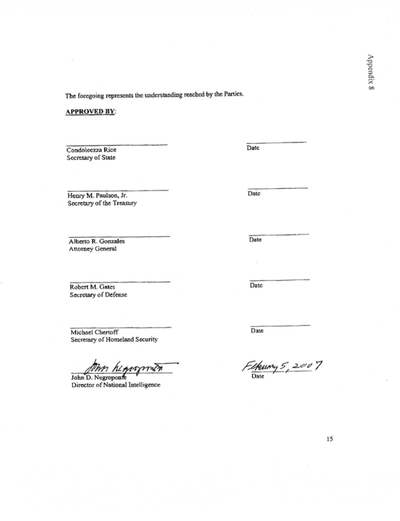 Appendix 8
The foregoing represents the understanding reached by the Parties.
APPROVED BY:
Condoleezza Rice
Secretary of State
Date
Henry M. Paulson, Jr.
Secretary of the Treasury
Date
Alberto R. Gonzales
Attorney General
Date
Robert M. Gates
Secretary of Defense
Date
Michael Chertoff
Secretary of Homeland Security
Date
John Negroponte
John D. Negroponte
Director of National Intelligence
February 5, 2007
Date
15